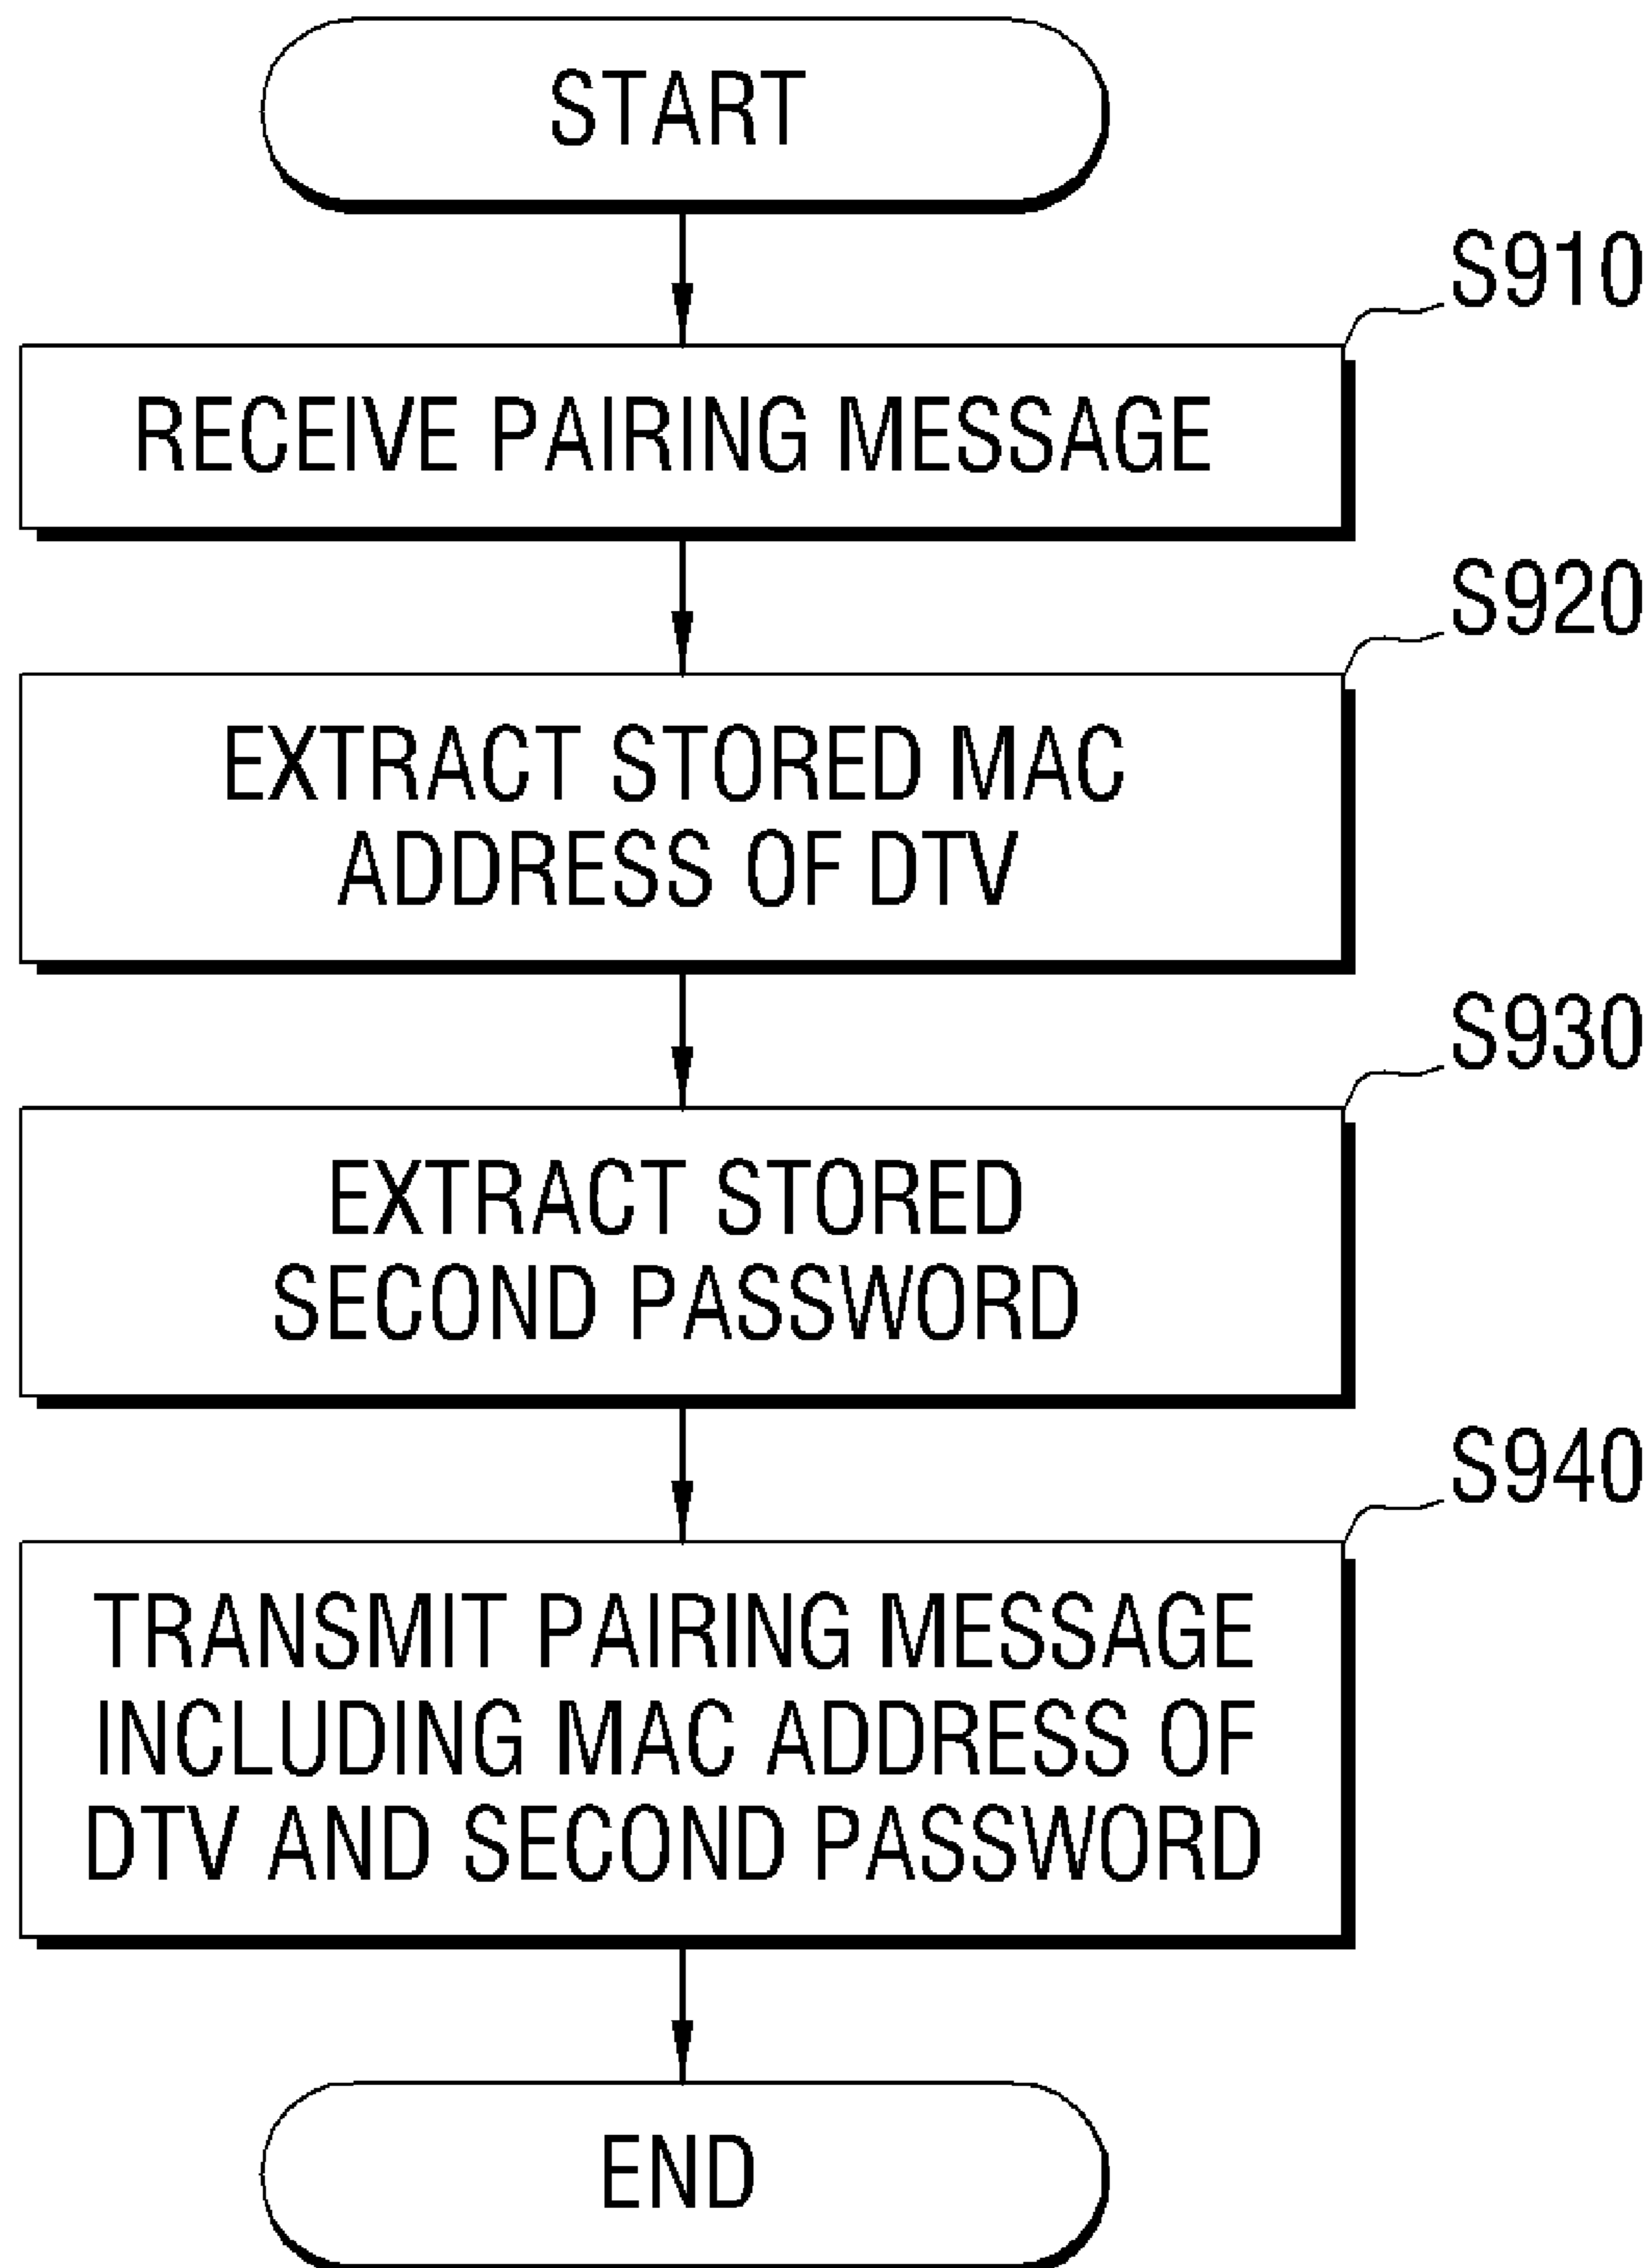 START
S910
RECEIVE PAIRING MESSAGE
S920
EXTRACT STORED MAC
ADDRESS OF DTV
S930
EXTRACT STORED
SECOND PASSWORD
S940
TRANSMIT PAIRING MESSAGE
INCLUDING MAC ADDRESS OF
DTV AND SECOND PASSWORD
END